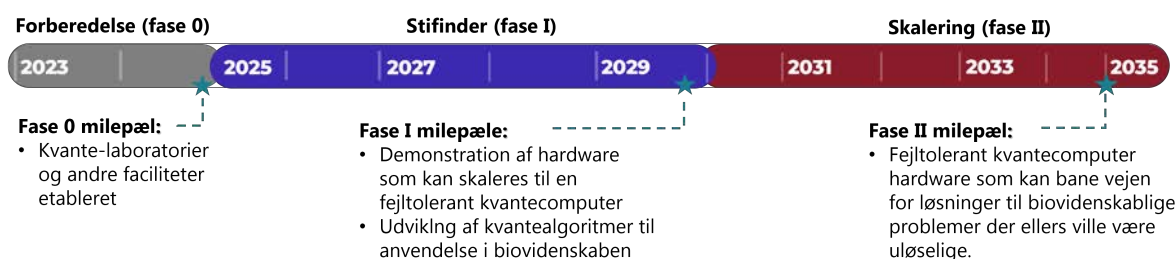 Forberedelse (fase 0)
Stifinder (fase I)
Skalering (fase II)
2023
2025
2027
2029
2031
2033
2035
Fase 0 milepæl:
• Kvante-laboratorier
og andre faciliteter
etableret
Fase I milepæle:
• Demonstration af hardware
som kan skaleres til en
fejltolerant kvantecomputer
• Udviklng af kvantealgoritmer til
anvendelse i biovidenskaben
Fase II milepæl:
• Fejltolerant kvantecomputer
hardware som kan bane vejen
for løsninger til biovidenskablige
problemer der ellers ville være
uløselige.